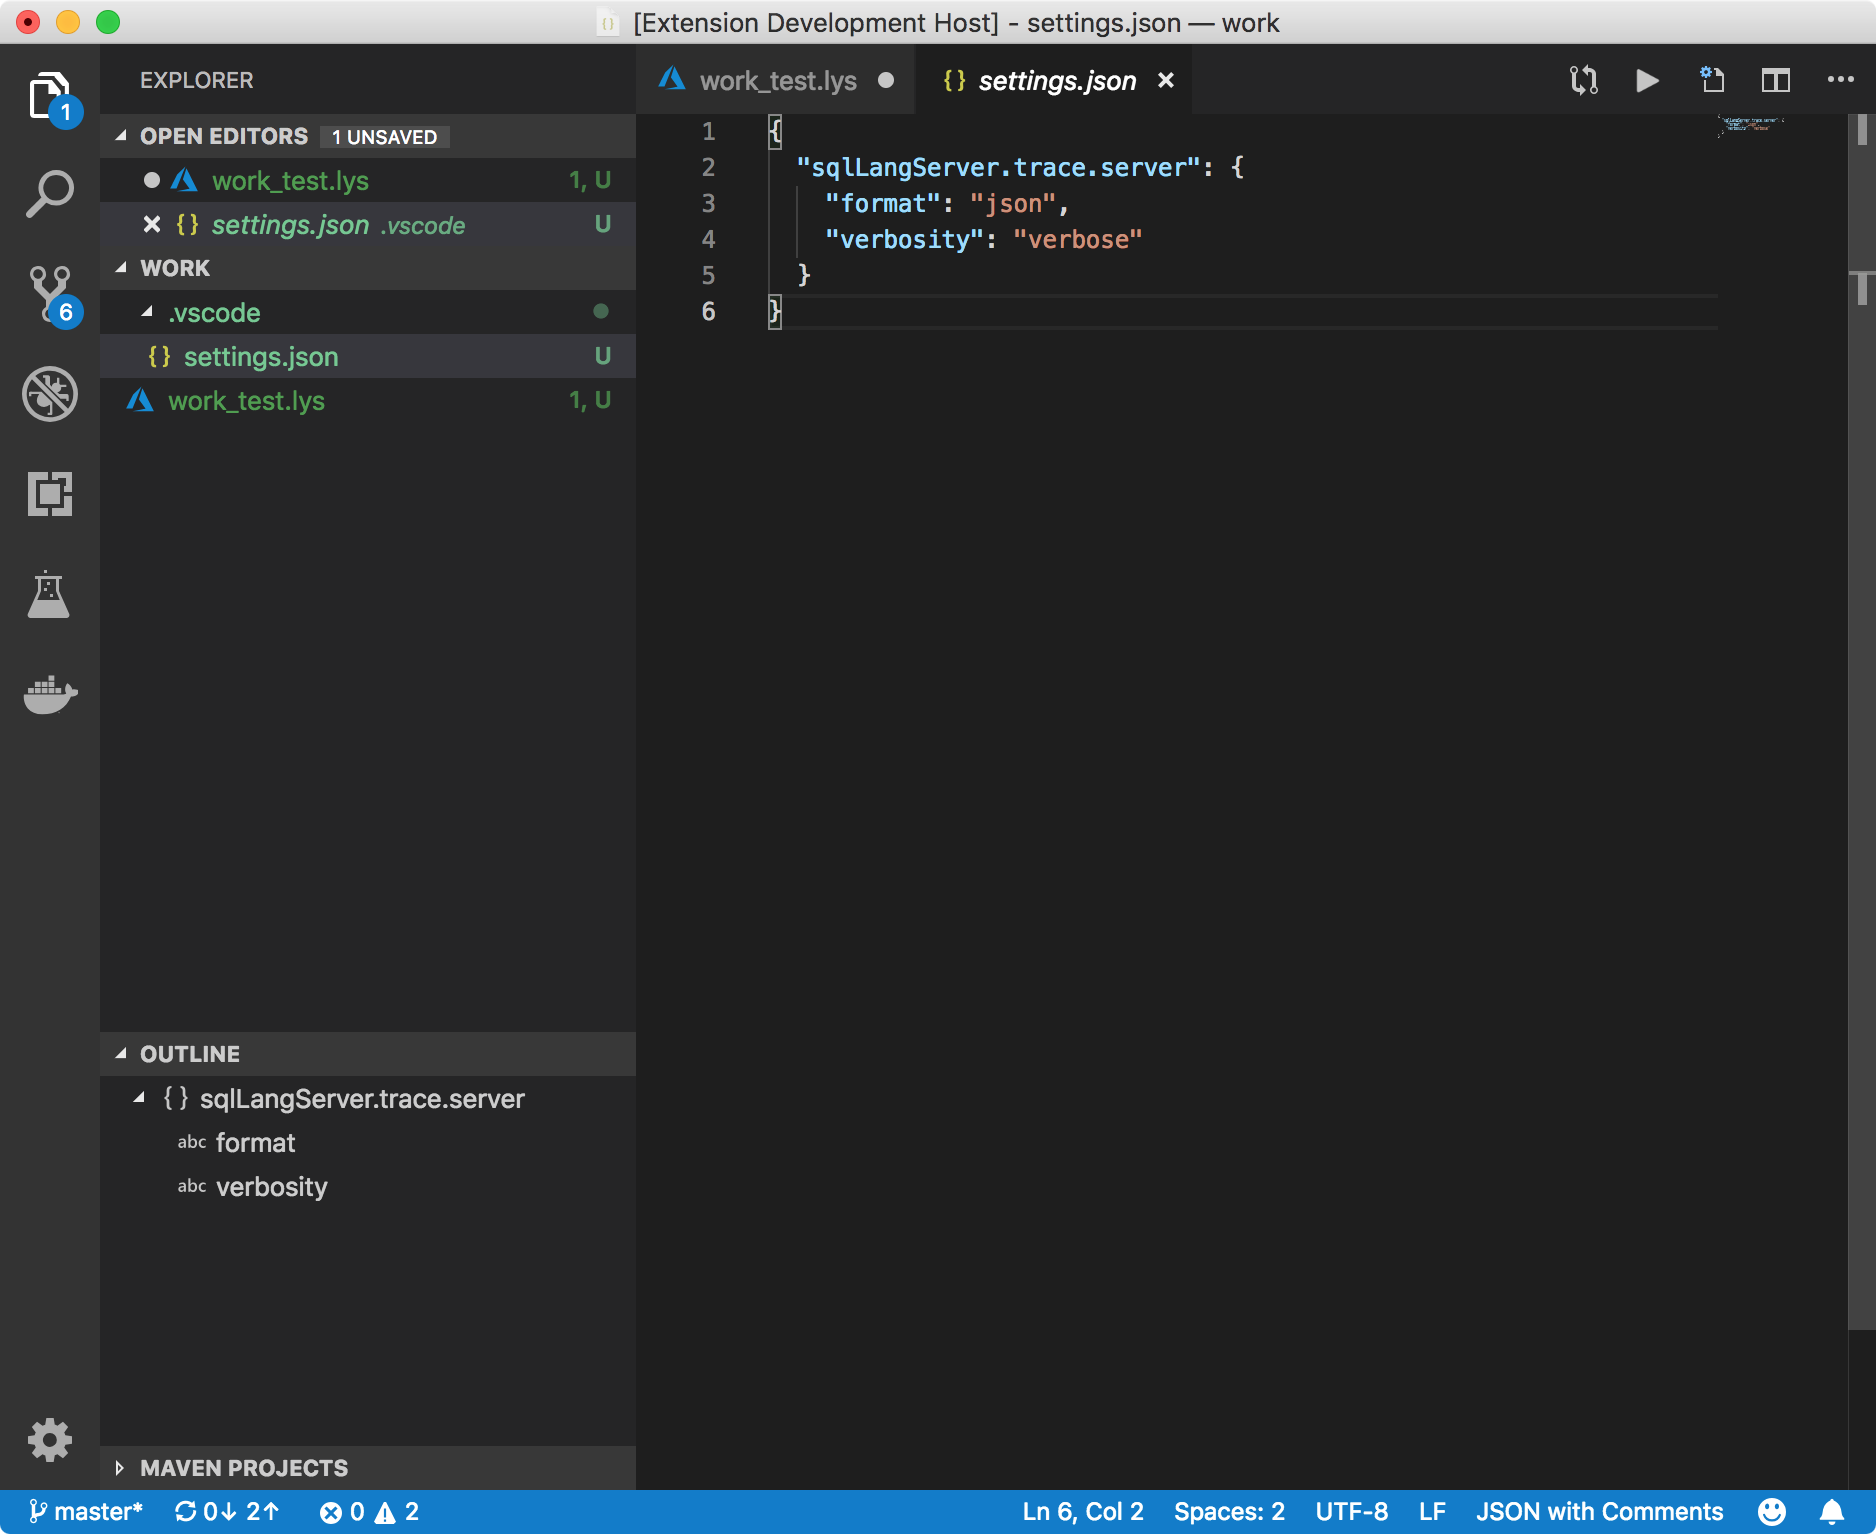 [Extension Development Host] - settings.json — work
EXPLORER
1
6
OPEN EDITORS 1 UNSAVED
work_test.lys 1, U
settings.json .vscode U
WORK
.vscode
{ } settings.json U
work_test.lys 1, U
OUTLINE
{ } sqlLangServer.trace.server
abc format
abc verbosity
MAVEN PROJECTS
work_test.lys
{ } settings.json
1 {
2 "sqlLangServer.trace.server": {
3 "format": "json",
4 "verbosity": "verbose"
5 }
6 }
master* 0↓ 2↑ 0 2
Ln 6, Col 2 Spaces: 2 UTF-8 LF JSON with Comments